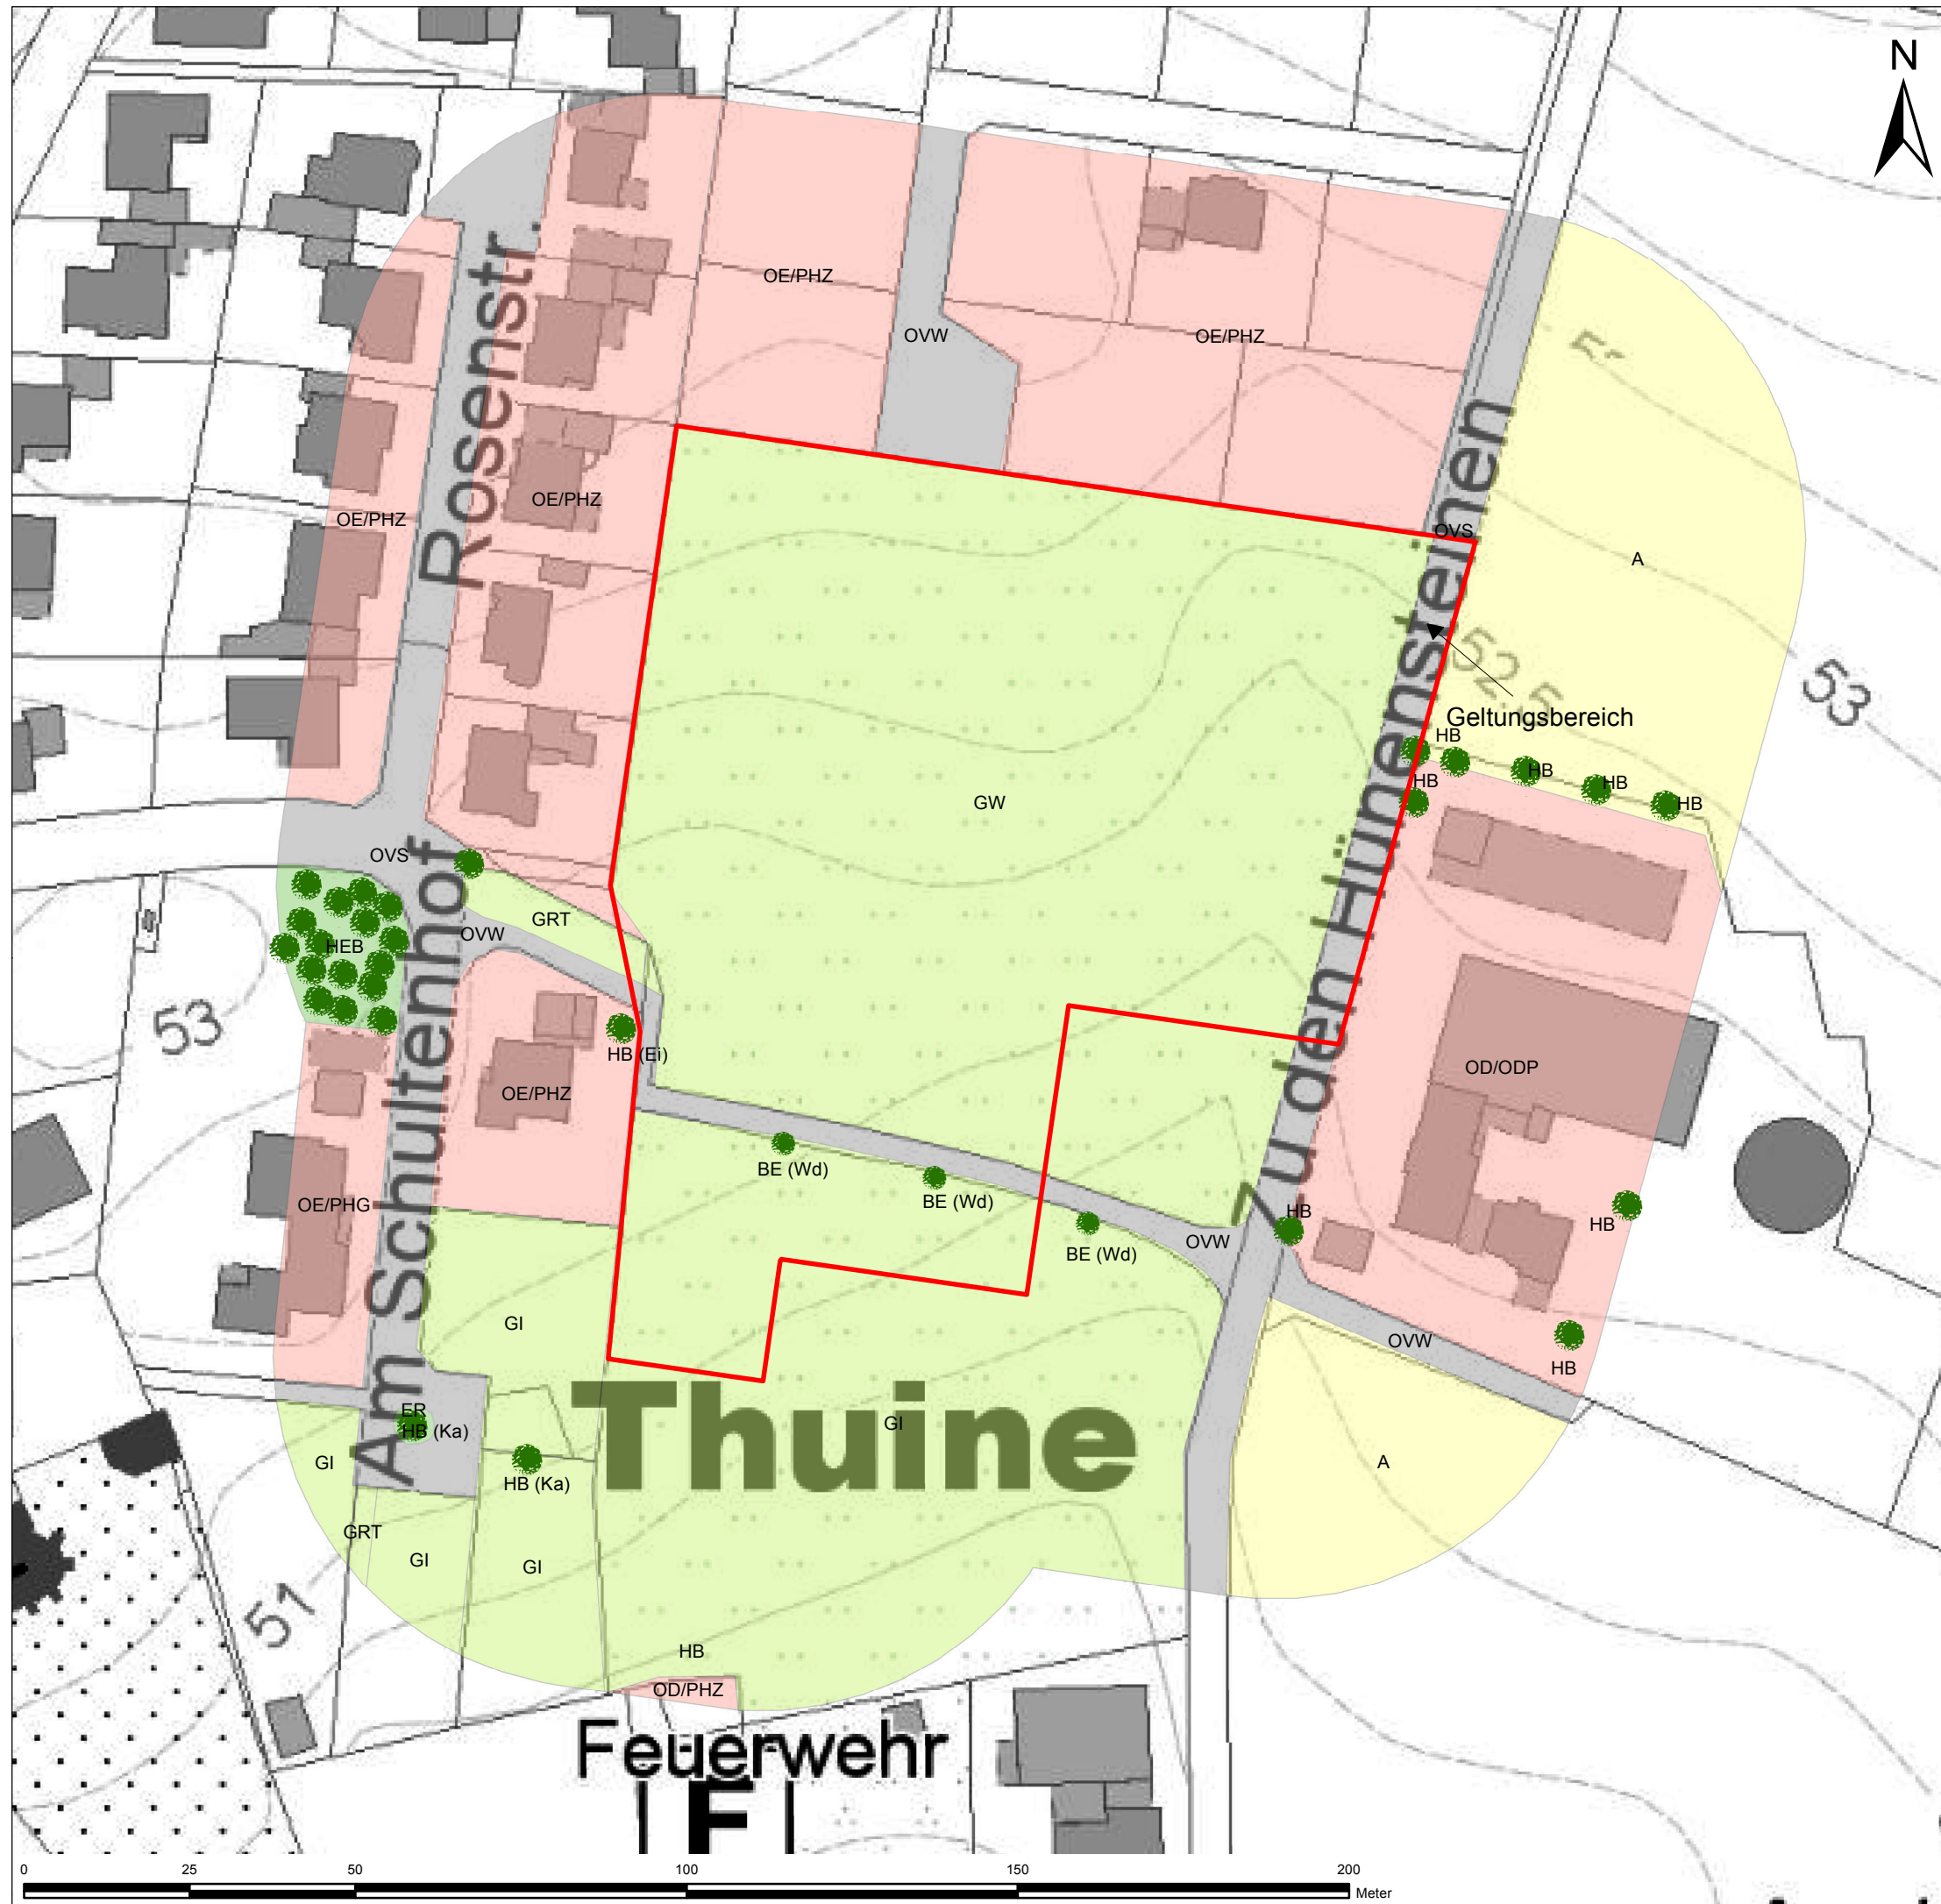 N
OE/PHZ
OVW
OE/PHZ
Rosenstr.
OE/PHZ
OE/PHZ
OVS
A
Zu den Hünensteinen
52.5
53
Geltungsbereich
HB
HB
HB
HB
HB
GW
OVS
GRT
OVW
HEB
53
Am Schultenhof
HB (Ei)
OE/PHZ
OD/ODP
BE (Wd)
BE (Wd)
BE (Wd)
OE/PHG
HB
HB
OVW
GI
OVW
HB
ER
HB (Ka)
Thuine
GI
GI
A
HB (Ka)
GRT
GI
GI
51
HB
OD/PHZ
Feuerwehr
F
0 25 50 100 150 200
Meter